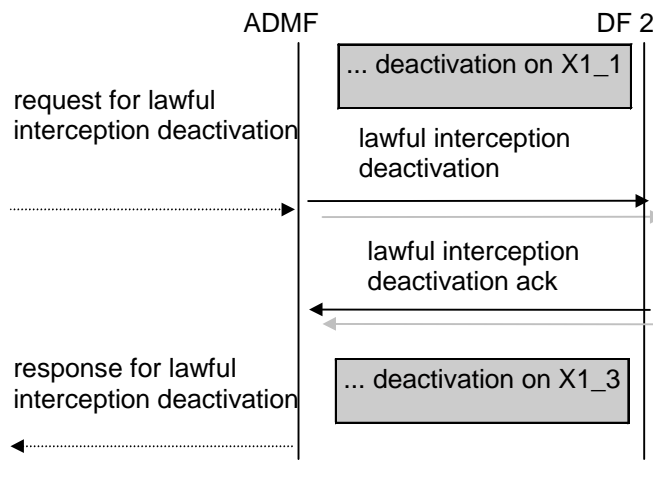 ADMF
DF 2
... deactivation on X1_1
request for lawful
interception deactivation
lawful interception
deactivation
lawful interception
deactivation ack
response for lawful
interception deactivation
... deactivation on X1_3